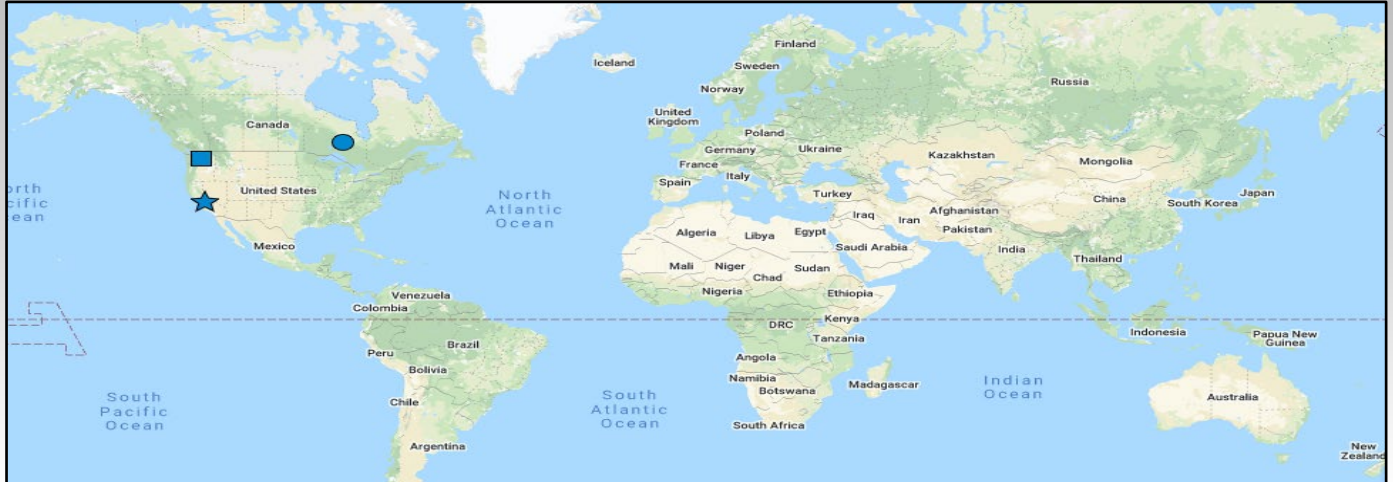 Iceland
Finland
Sweden
Norway
Russia
Canada
United
Kingdom
Poland
Germany
Ukraine
France
Kazakhstan
Mongolia
Italy
Spain
United States
Turkey
North
Atlantic
Ocean
orth
cific
ean
Japan
South Korea
China
Afghanistan
Iraq
Iran
Pakistan
Algeria
Libya
Egypt
Saudi Arabia
Mexico
India
Thailand
Mali
Niger
Chad
Sudan
Nigeria
Ethiopia
Venezuela
Colombia
DRC
Kenya
Tanzania
Indonesia
Papua New
Guinea
Peru
Brazil
Bolivia
Angola
Namibia
Botswana
Madagascar
Indian
Ocean
South
Pacific
Ocean
South
Atlantic
Ocean
Chile
Australia
South Africa
Argentina
New
Zealand